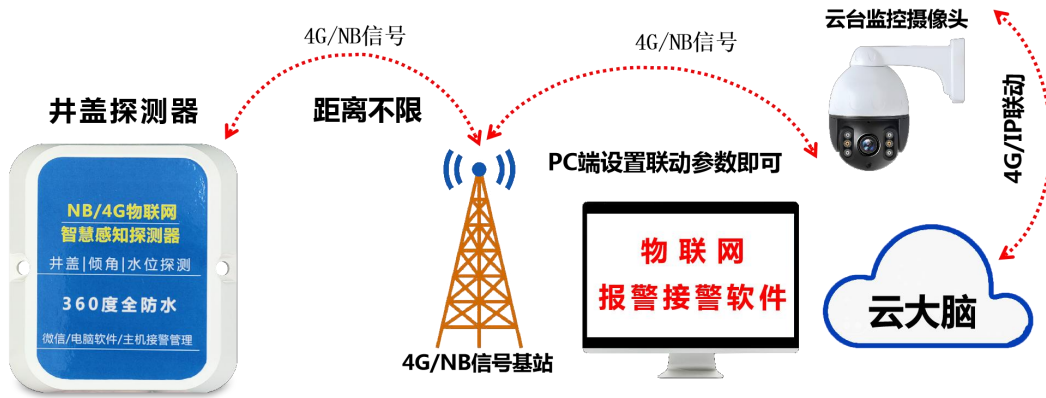 云台监控摄像头
4G/NB信号
4G/NB信号
井盖探测器
距离不限
4G/IP联动
PC端设置联动参数即可
NB/4G物联网
智慧感知探测器
井盖|倾角|水位探测
360度全防水
微信/电脑软件/主机接警管理
物联网
报警接警软件
云大脑
4G/NB信号基站